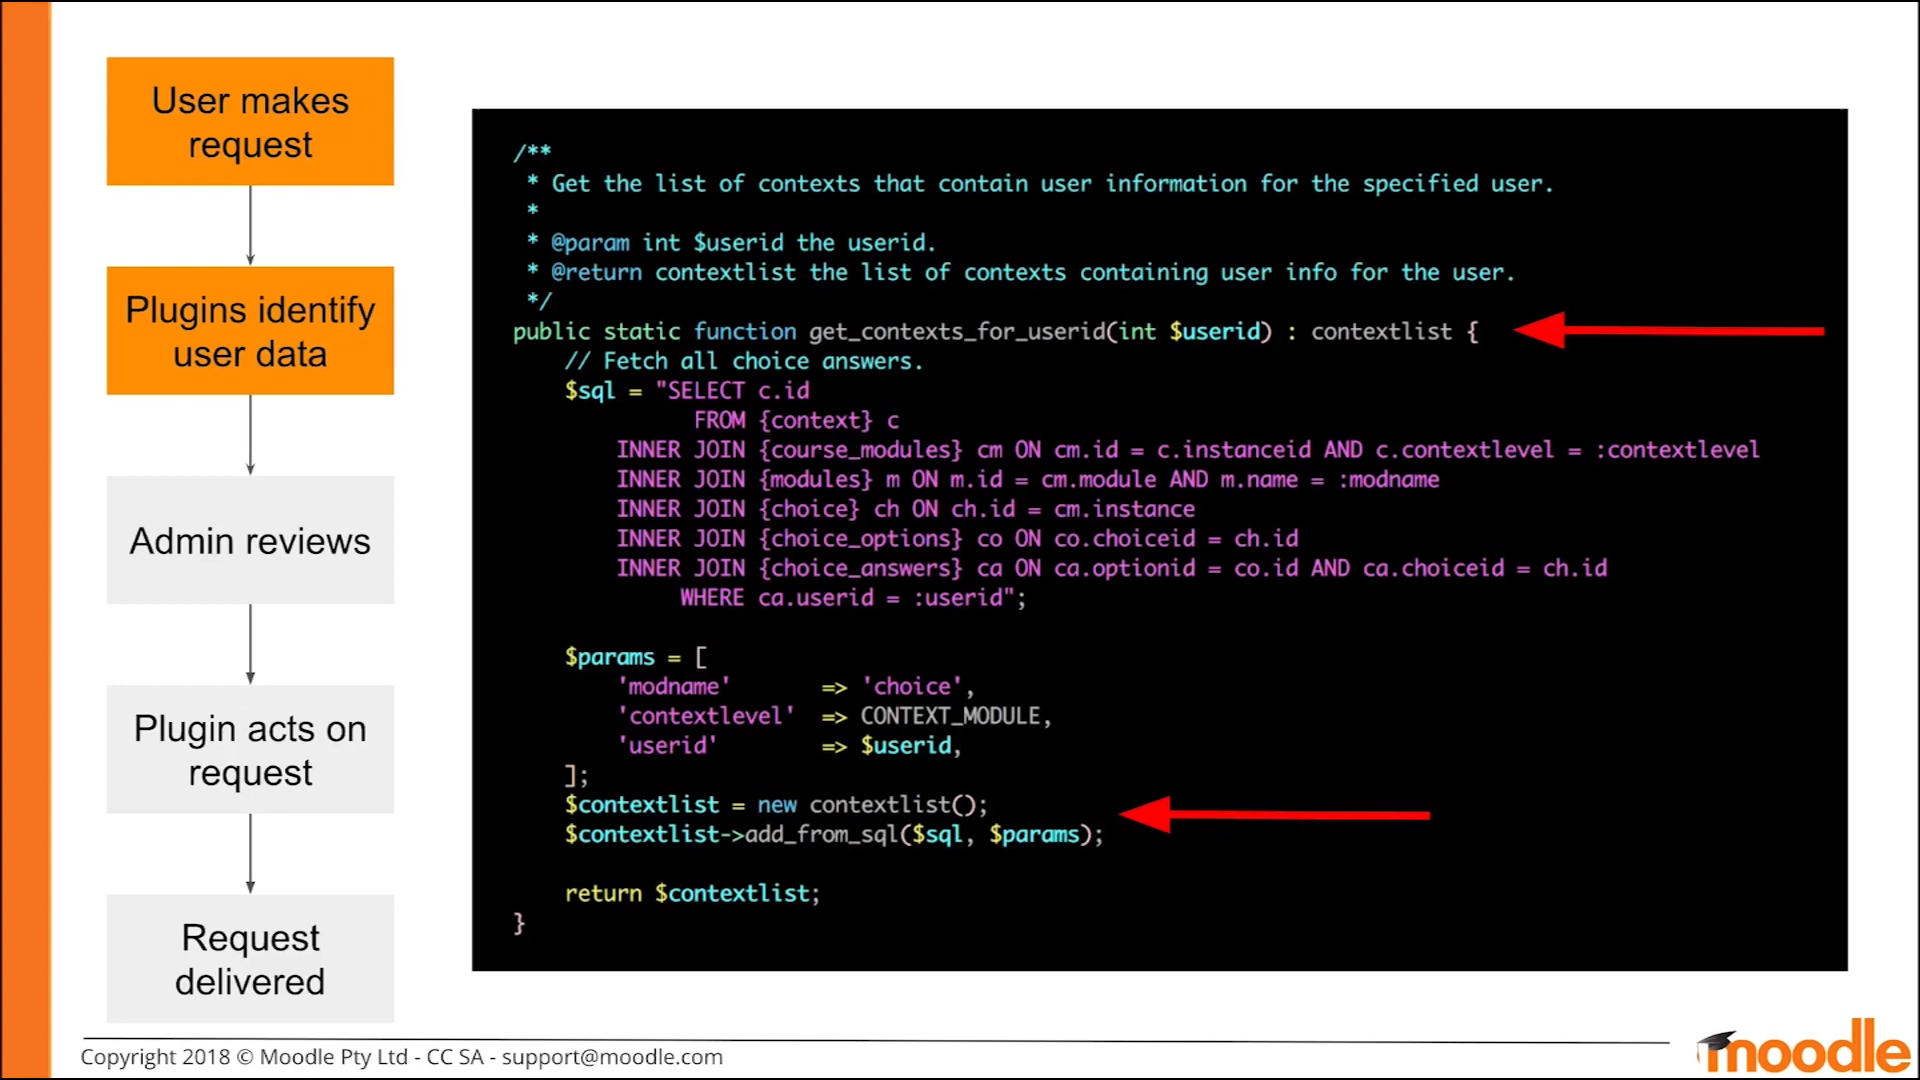 User makes
request
Plugins identify
user data
Admin reviews
Plugin acts on
request
Request
delivered
/**
 * Get the list of contexts that contain user information for the specified user.
 *
 * @param int $userid the userid.
 * @return contextlist the list of contexts containing user info for the user.
 */
public static function get_contexts_for_userid(int $userid) : contextlist {
    // Fetch all choice answers.
    $sql = "SELECT c.id
              FROM {context} c
        INNER JOIN {course_modules} cm ON cm.id = c.instanceid AND c.contextlevel = :contextlevel
        INNER JOIN {modules} m ON m.id = cm.module AND m.name = :modname
        INNER JOIN {choice} ch ON ch.id = cm.instance
        INNER JOIN {choice_options} co ON co.choiceid = ch.id
        INNER JOIN {choice_answers} ca ON ca.optionid = co.id AND ca.choiceid = ch.id
             WHERE ca.userid = :userid";
    $params = [
        'modname'       => 'choice',
        'contextlevel'  => CONTEXT_MODULE,
        'userid'        => $userid,
    ];
    $contextlist = new contextlist();
    $contextlist->add_from_sql($sql, $params);
    return $contextlist;
}
Copyright 2018 © Moodle Pty Ltd - CC SA - support@moodle.com
moodle